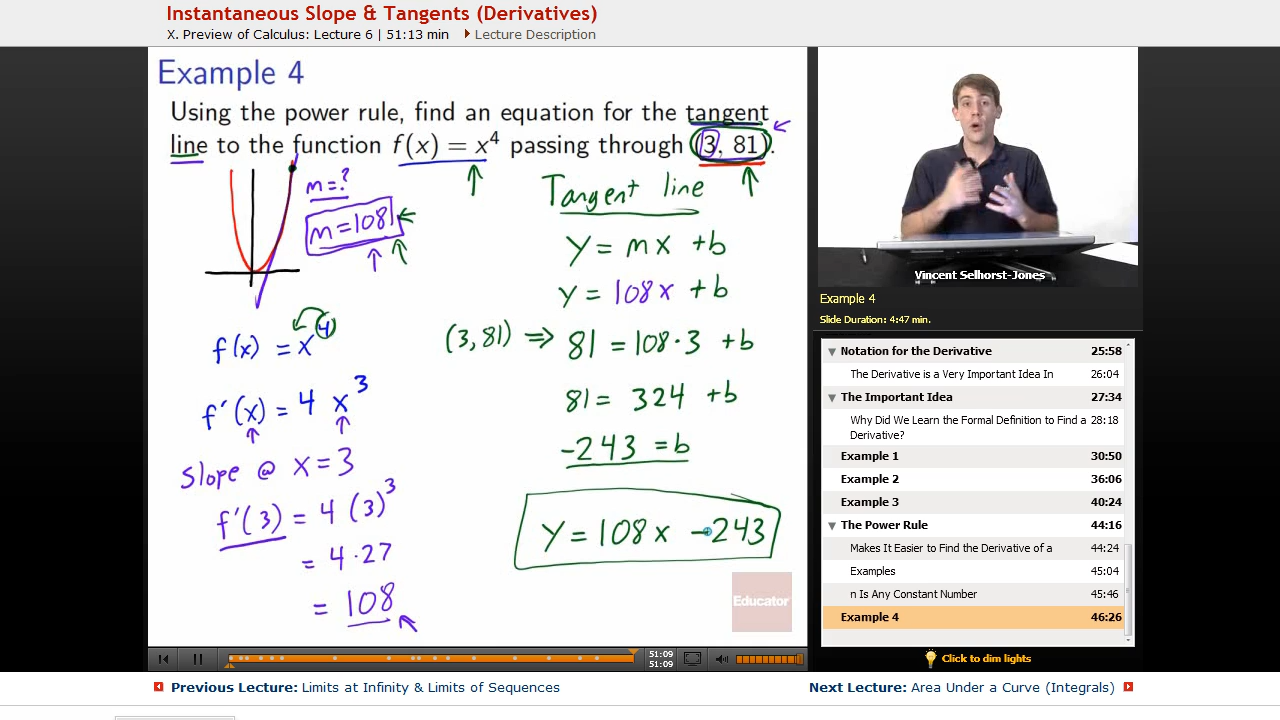 Instantaneous Slope & Tangents (Derivatives)
X. Preview of Calculus: Lecture 6 | 51:13 min Lecture Description
Example 4
Using the power rule, find an equation for the tangent
line to the function f(x) = x⁴ passing through (3, 81).
m=?
m=108
f(x) = x⁴
f′(x) = 4 x³
Slope @ x=3
f′(3) = 4(3)³
= 4·27
= 108
Tangent line
y = mx +b
y = 108x +b
(3,81) ⇒ 81 = 108·3 +b
81 = 324 +b
-243 = b
y = 108x -243
Educator
Vincent Selhorst-Jones
Example 4
Slide Duration: 4:47 min.
Notation for the Derivative 25:58
The Derivative is a Very Important Idea In 26:04
The Important Idea 27:34
Why Did We Learn the Formal Definition to Find a 28:18
Derivative?
Example 1 30:50
Example 2 36:06
Example 3 40:24
The Power Rule 44:16
Makes It Easier to Find the Derivative of a 44:24
Examples 45:04
n Is Any Constant Number 45:46
Example 4 46:26
51:09
51:09
Click to dim lights
Previous Lecture: Limits at Infinity & Limits of Sequences
Next Lecture: Area Under a Curve (Integrals)